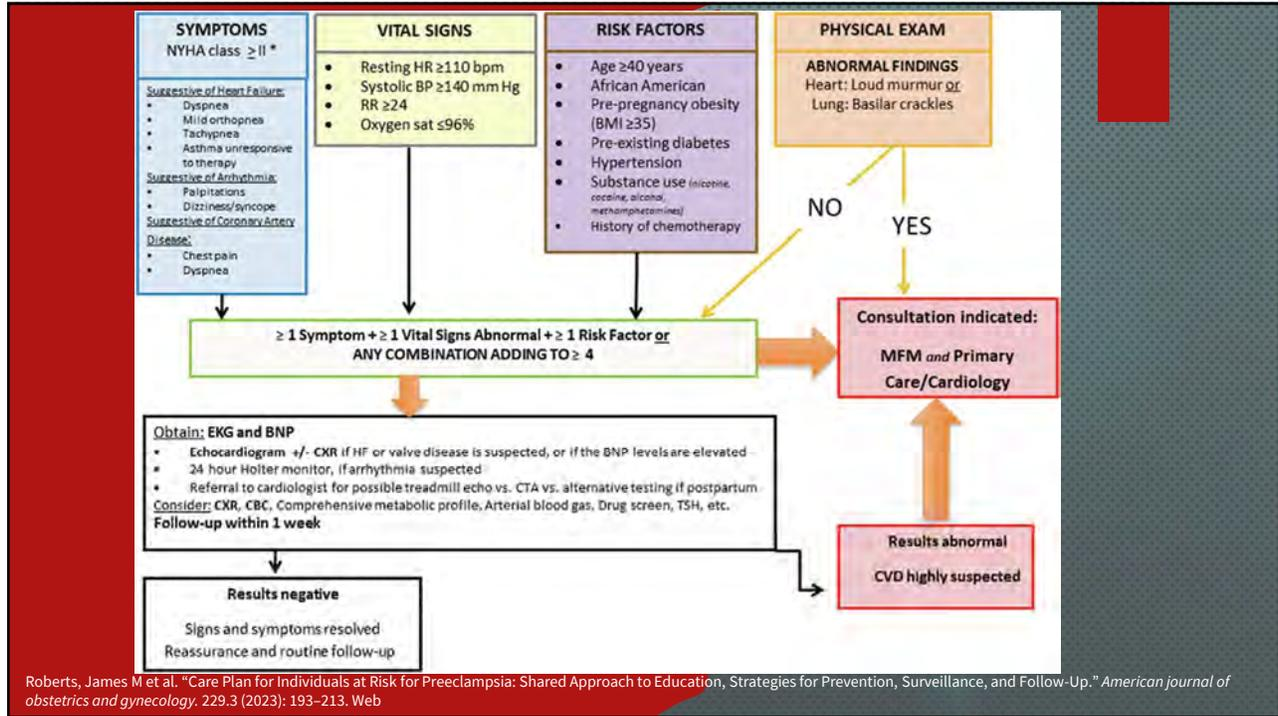 SYMPTOMS
NYHA class ≥ II *
Suggestive of Heart Failure:
• Dyspnea
• Mild orthopnea
• Tachypnea
• Asthma unresponsive
to therapy
Suggestive of Arrhythmia:
• Palpitations
• Dizziness/syncope
Suggestive of Coronary Artery
Disease:
• Chest pain
• Dyspnea
VITAL SIGNS
• Resting HR ≥110 bpm
• Systolic BP ≥140 mm Hg
• RR ≥24
• Oxygen sat ≤96%
RISK FACTORS
• Age ≥40 years
• African American
• Pre-pregnancy obesity
(BMI ≥35)
• Pre-existing diabetes
• Hypertension
• Substance use (nicotine,
cocaine, alcohol,
methamphetamines)
• History of chemotherapy
PHYSICAL EXAM
ABNORMAL FINDINGS
Heart: Loud murmur or
Lung: Basilar crackles
NO
YES
≥ 1 Symptom + ≥ 1 Vital Signs Abnormal + ≥ 1 Risk Factor or
ANY COMBINATION ADDING TO ≥ 4
Consultation indicated:
MFM and Primary
Care/Cardiology
Obtain: EKG and BNP
• Echocardiogram +/- CXR if HF or valve disease is suspected, or if the BNP levels are elevated
• 24 hour Holter monitor, if arrhythmia suspected
• Referral to cardiologist for possible treadmill echo vs. CTA vs. alternative testing if postpartum
Consider: CXR, CBC, Comprehensive metabolic profile, Arterial blood gas, Drug screen, TSH, etc.
Follow-up within 1 week
Results abnormal
CVD highly suspected
Results negative
Signs and symptoms resolved
Reassurance and routine follow-up
Roberts, James M et al. “Care Plan for Individuals at Risk for Preeclampsia: Shared Approach to Education, Strategies for Prevention, Surveillance, and Follow-Up.” American journal of
obstetrics and gynecology. 229.3 (2023): 193–213. Web